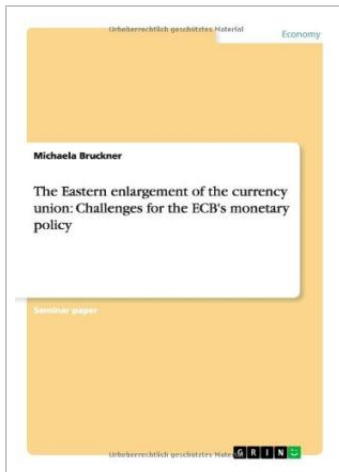 Urheberrechtlich geschütztes Material
Economy
Michaela Bruckner
The Eastern enlargement of the currency
union: Challenges for the ECB's monetary
policy
Seminar paper
Urheberrechtlich geschütztes Mater
GRIN